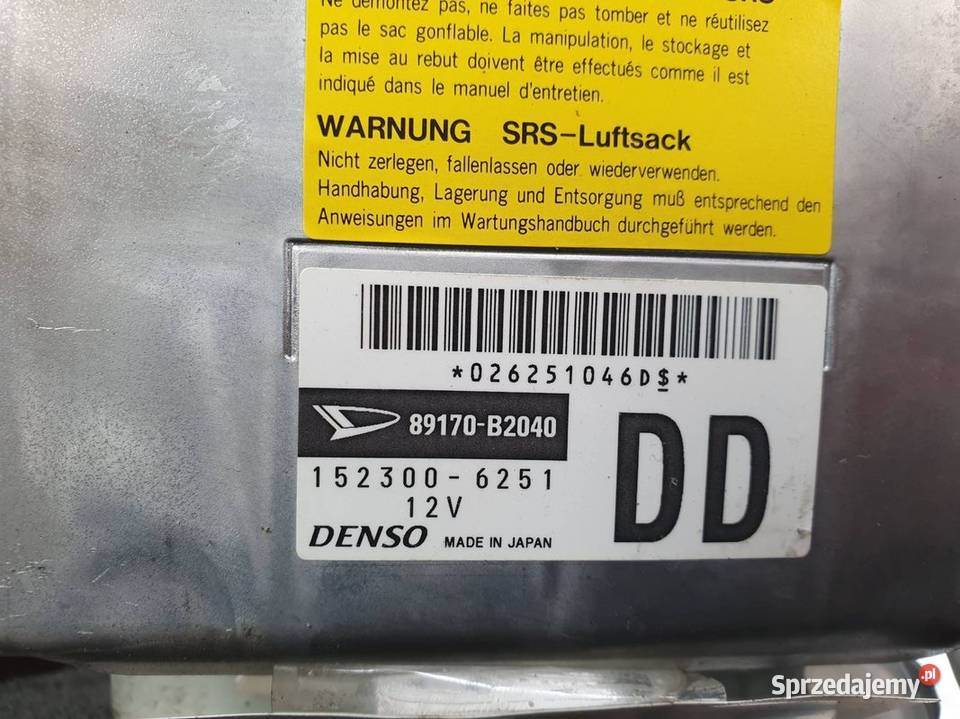 Ne démontez pas, ne faites pas tomber et ne réutilisez
pas le sac gonflable. La manipulation, le stockage et
la mise au rebut doivent être effectués comme il est
indiqué dans le manuel d'entretien.
WARNUNG SRS-Luftsack
Nicht zerlegen, fallenlassen oder wiederverwenden.
Handhabung, Lagerung und Entsorgung muß entsprechend den
Anweisungen im Wartungshandbuch durchgeführt werden.
*026251046D$*
89170-B2040
152300-6251
12V
DENSO MADE IN JAPAN
DD
Sprzedajemy.pl